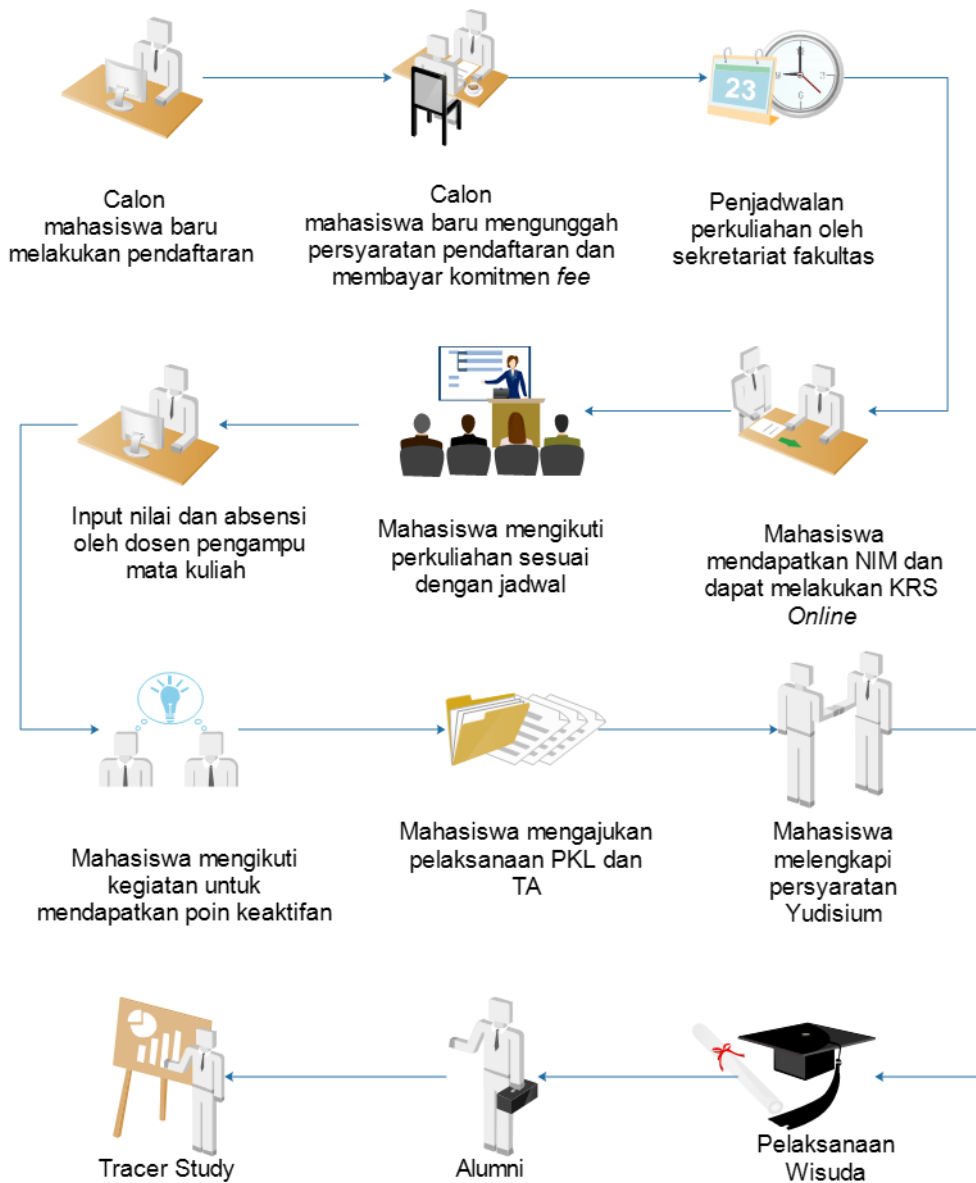 23
Calon
mahasiswa baru
melakukan pendaftaran
Calon
mahasiswa baru mengunggah
persyaratan pendaftaran dan
membayar komitmen fee
Penjadwalan
perkuliahan oleh
sekretariat fakultas
Mahasiswa
mendapatkan NIM dan
dapat melakukan KRS
Online
Mahasiswa mengikuti
perkuliahan sesuai
dengan jadwal
Input nilai dan absensi
oleh dosen pengampu
mata kuliah
Mahasiswa mengikuti
kegiatan untuk
mendapatkan poin keaktifan
Mahasiswa mengajukan
pelaksanaan PKL dan
TA
Mahasiswa
melengkapi
persyaratan
Yudisium
Pelaksanaan
Wisuda
Alumni
Tracer Study